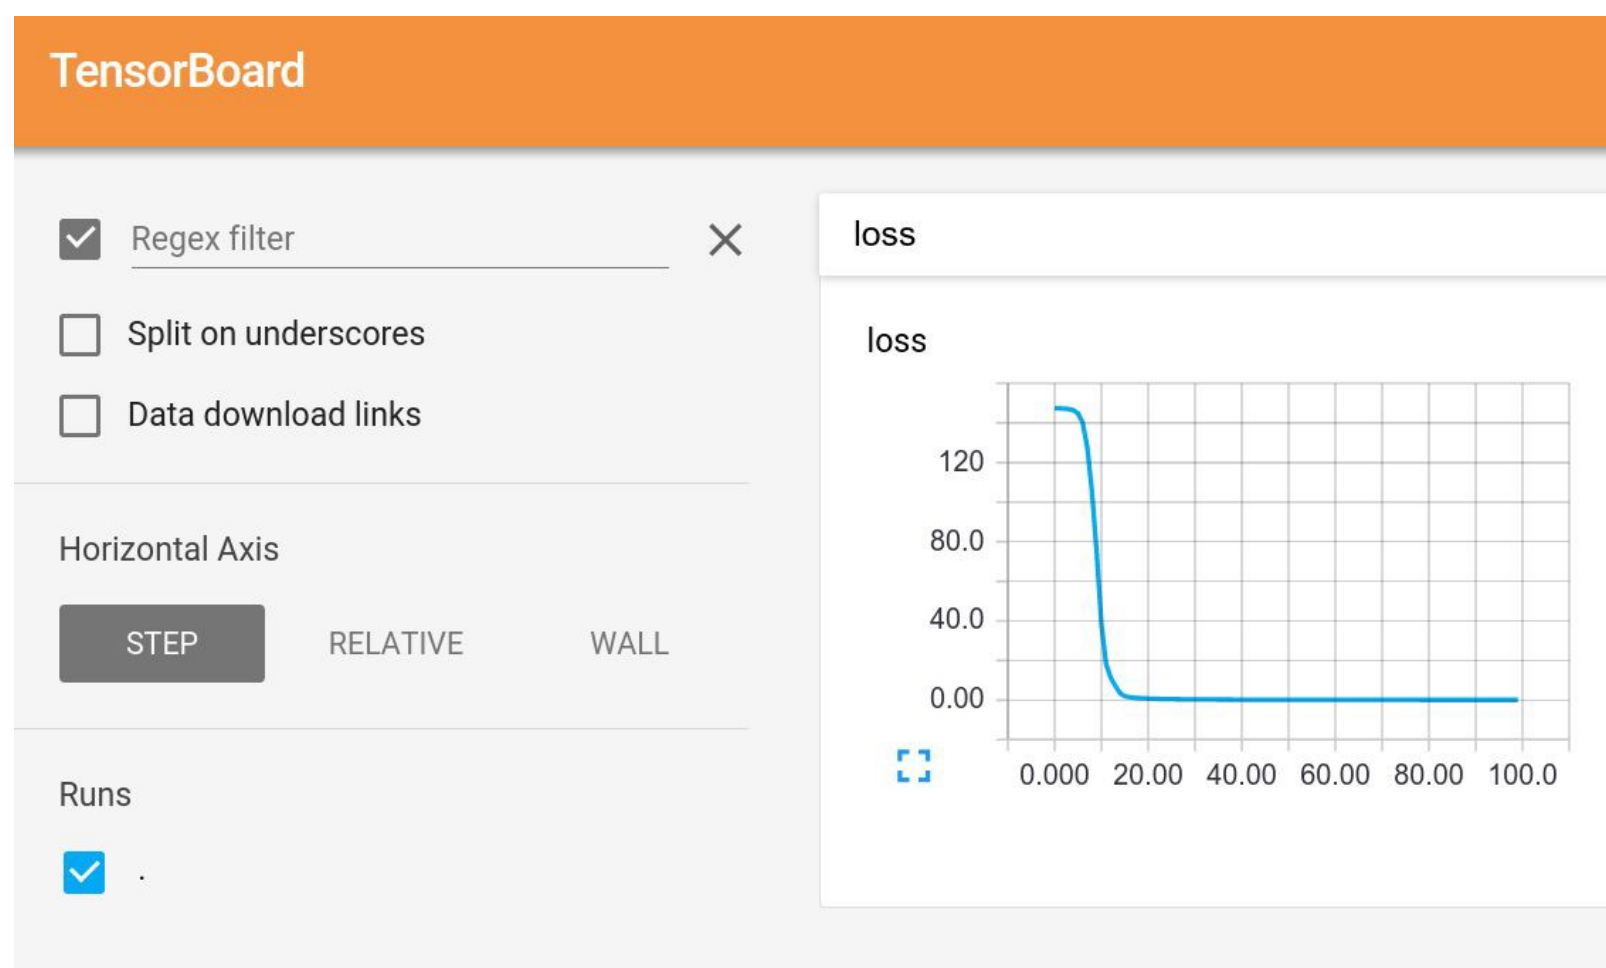 TensorBoard
Regex filter
Split on underscores
Data download links
Horizontal Axis
STEP RELATIVE WALL
Runs
.
loss
loss
120
80.0
40.0
0.00
0.000 20.00 40.00 60.00 80.00 100.0